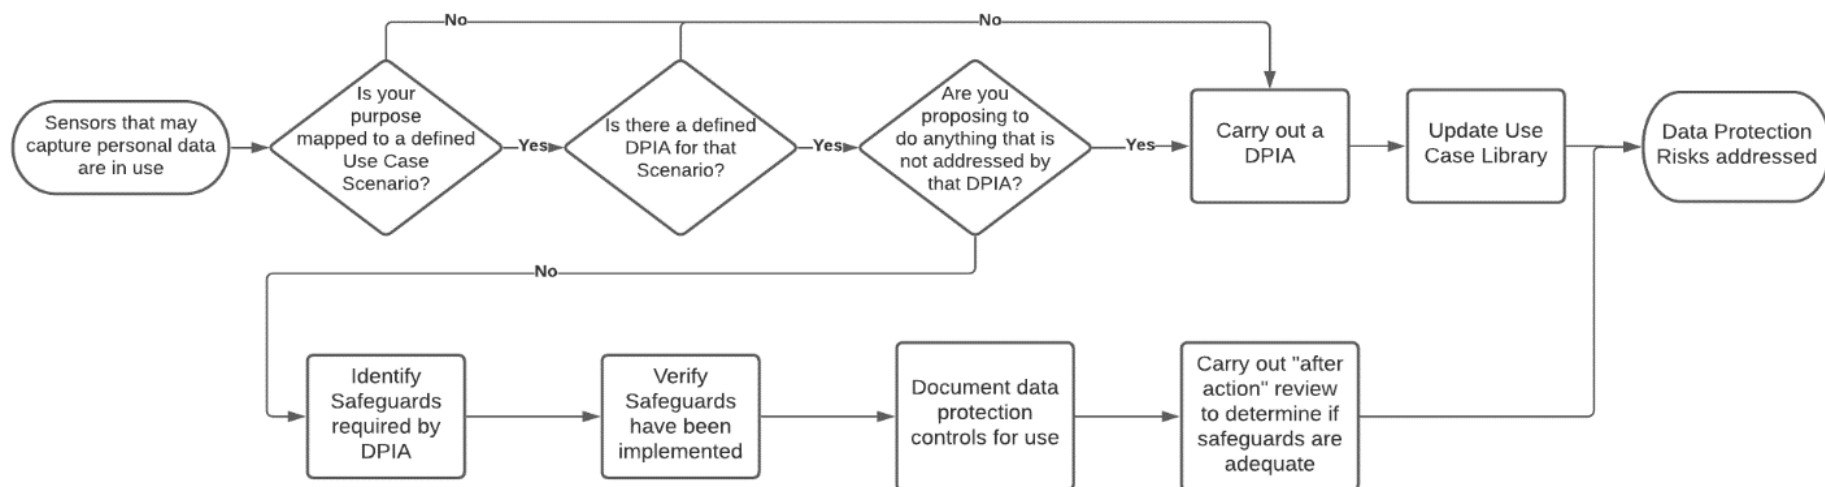 No
No
Sensors that may
capture personal data
are in use
Is your
purpose
mapped to a defined
Use Case
Scenario?
Yes
Is there a defined
DPIA for that
Scenario?
Yes
Are you
proposing to
do anything that is
not addressed by
that DPIA?
Yes
Carry out a
DPIA
Update Use
Case Library
Data Protection
Risks addressed
No
Identify
Safeguards
required by
DPIA
Verify
Safeguards
have been
implemented
Document data
protection
controls for use
Carry out "after
action" review
to determine if
safeguards are
adequate